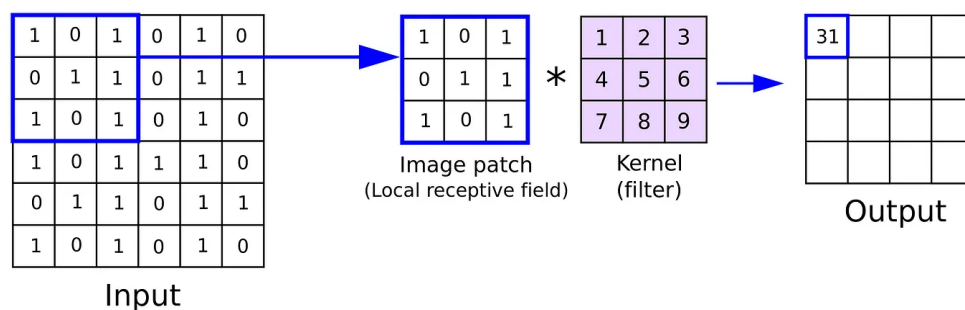 1 0 1 0 1 0
0 1 1 0 1 1
1 0 1 0 1 0
1 0 1 1 1 0
0 1 1 0 1 1
1 0 1 0 1 0
Input
1 0 1
0 1 1
1 0 1
Image patch
(Local receptive field)
*
1 2 3
4 5 6
7 8 9
Kernel
(filter)
31
Output